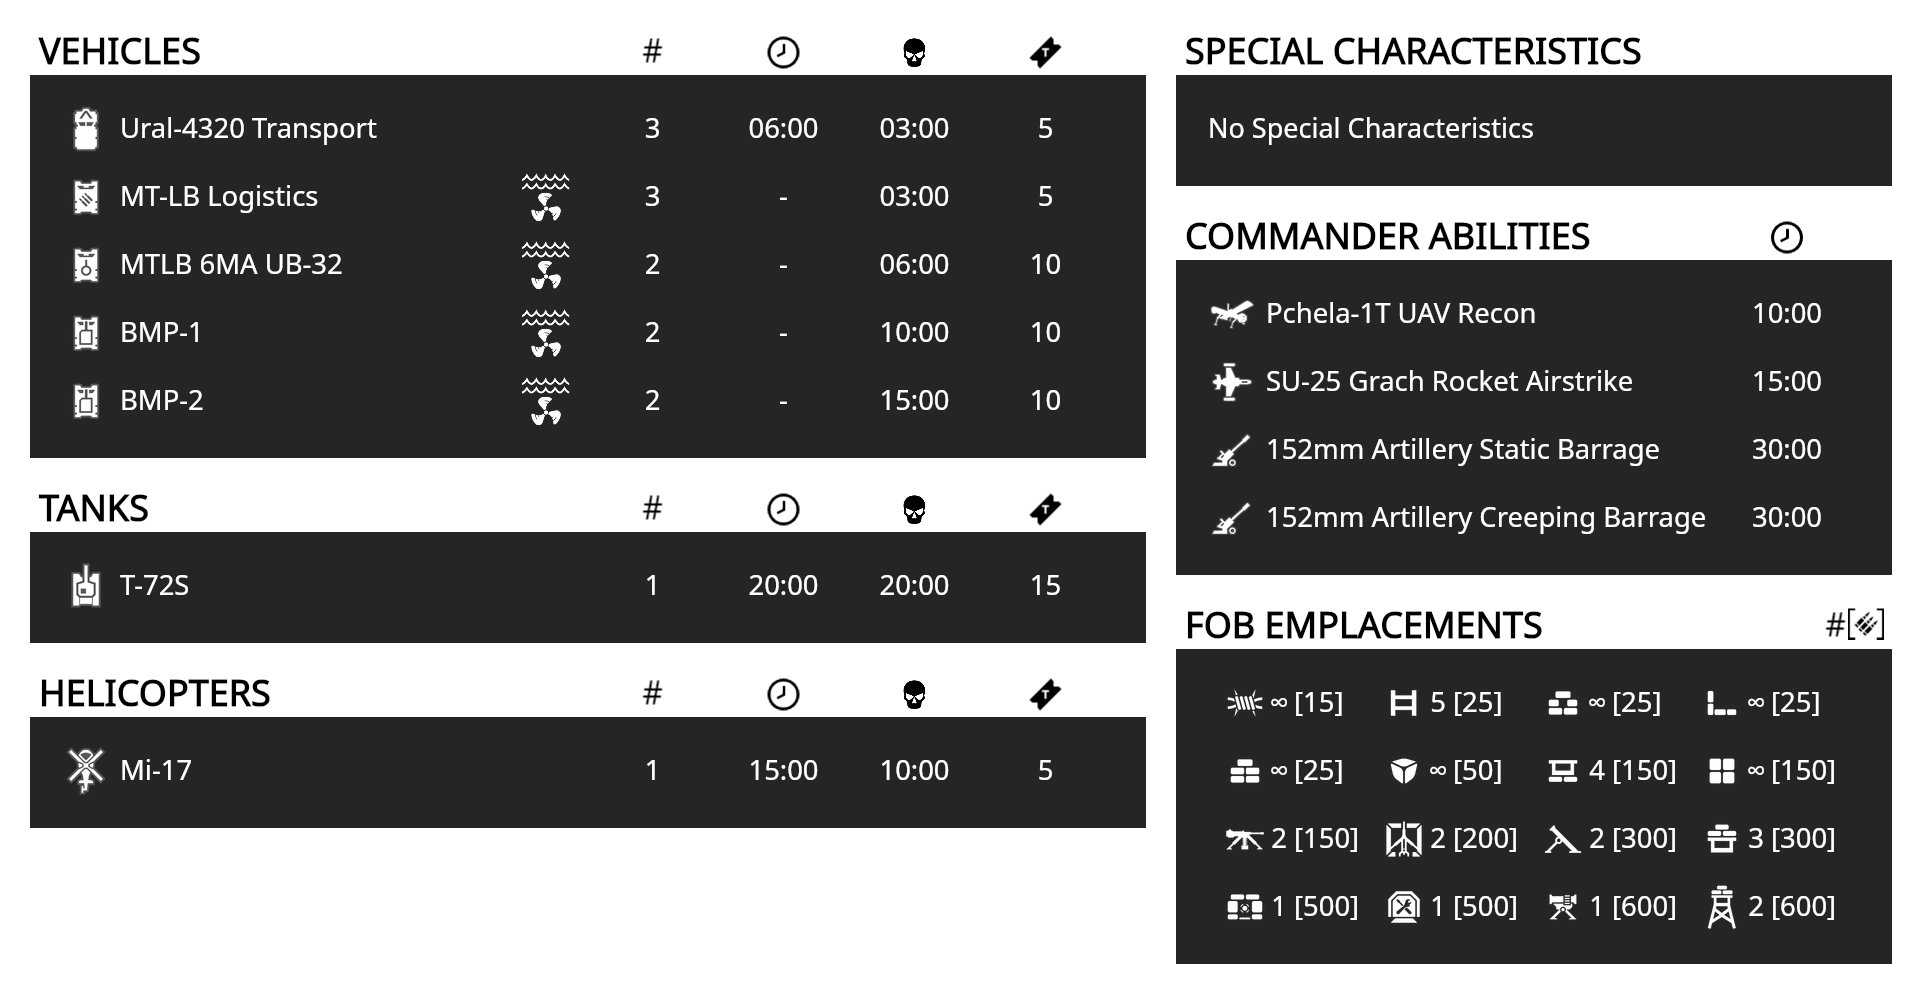 VEHICLES #
Ural-4320 Transport 3 06:00 03:00 5
MT-LB Logistics 3 - 03:00 5
MTLB 6MA UB-32 2 - 06:00 10
BMP-1 2 - 10:00 10
BMP-2 2 - 15:00 10
TANKS #
T-72S 1 20:00 20:00 15
HELICOPTERS #
Mi-17 1 15:00 10:00 5
SPECIAL CHARACTERISTICS
No Special Characteristics
COMMANDER ABILITIES
Pchela-1T UAV Recon 10:00
SU-25 Grach Rocket Airstrike 15:00
152mm Artillery Static Barrage 30:00
152mm Artillery Creeping Barrage 30:00
FOB EMPLACEMENTS #[ ]
∞ [15] 5 [25] ∞ [25] ∞ [25]
∞ [25] ∞ [50] 4 [150] ∞ [150]
2 [150] 2 [200] 2 [300] 3 [300]
1 [500] 1 [500] 1 [600] 2 [600]